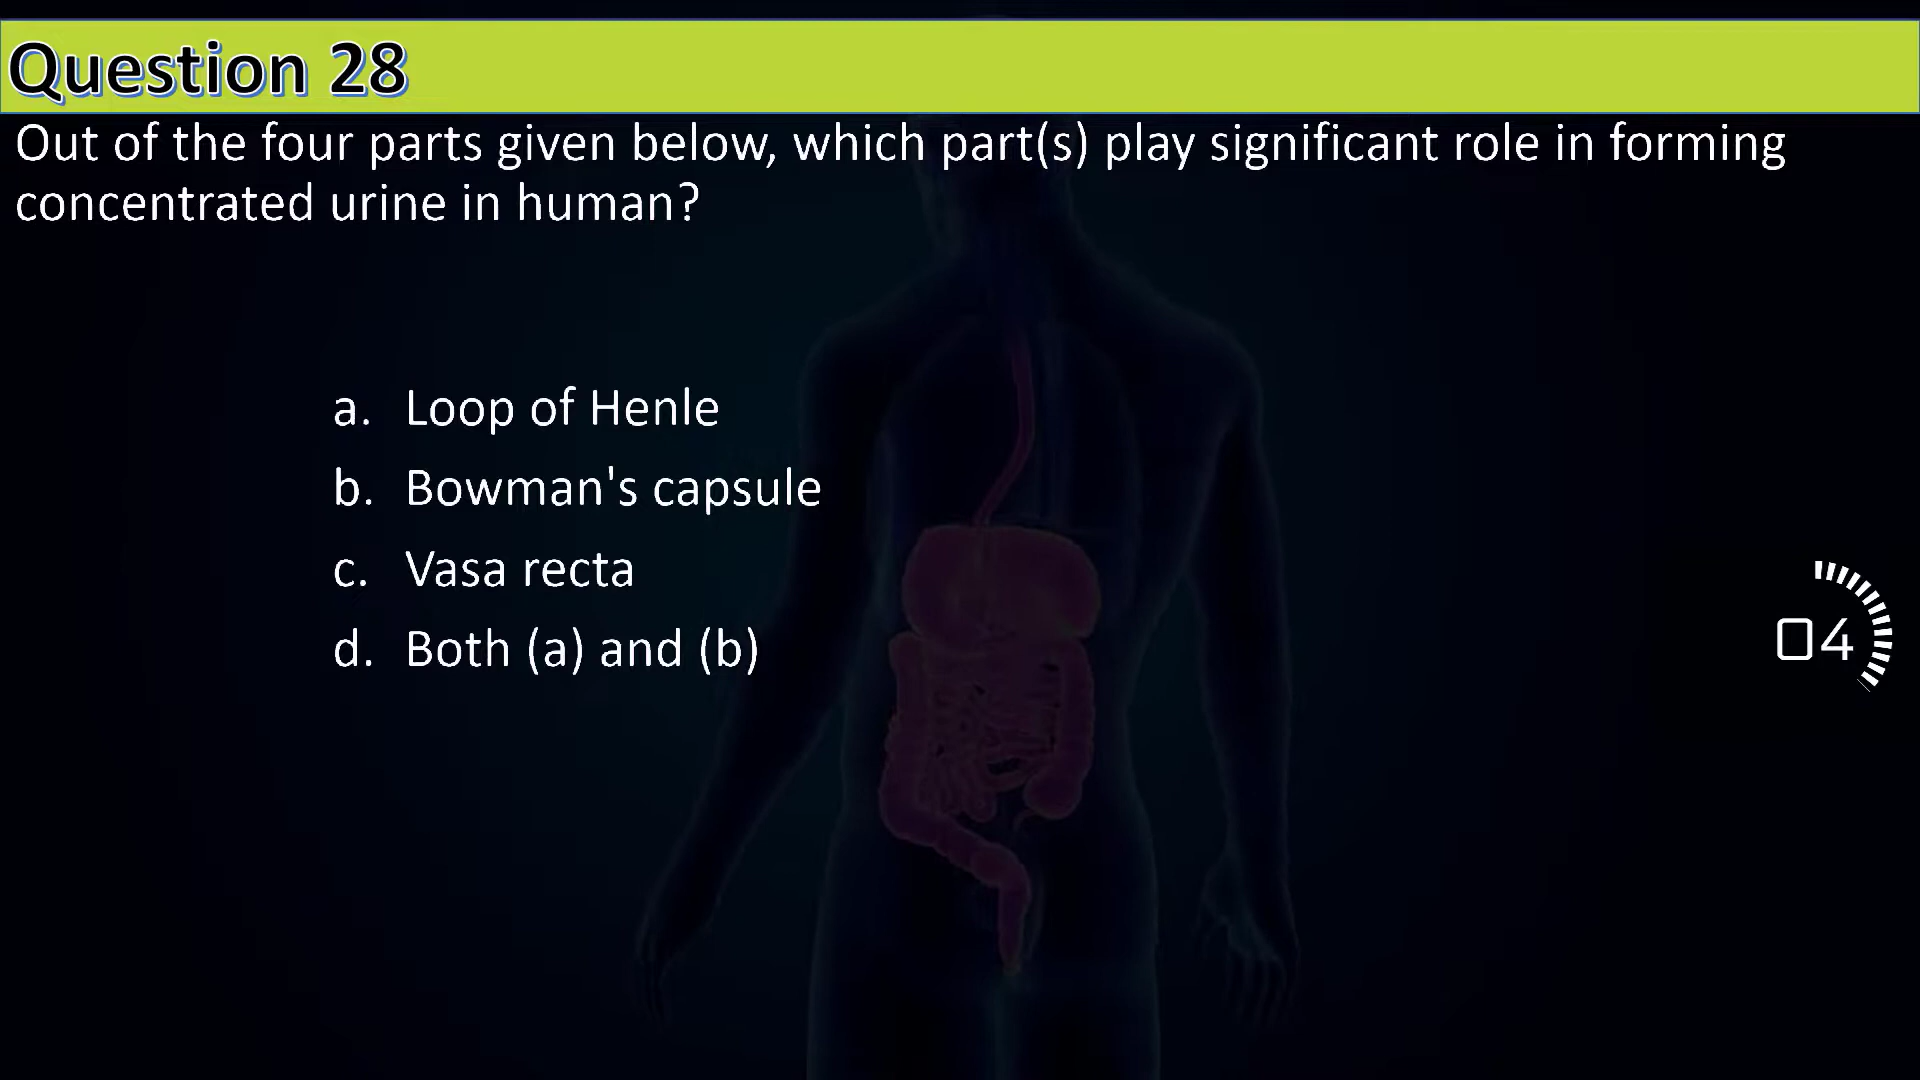 Question 28
Out of the four parts given below, which part(s) play significant role in forming
concentrated urine in human?
a. Loop of Henle
b. Bowman's capsule
c. Vasa recta
d. Both (a) and (b)
04